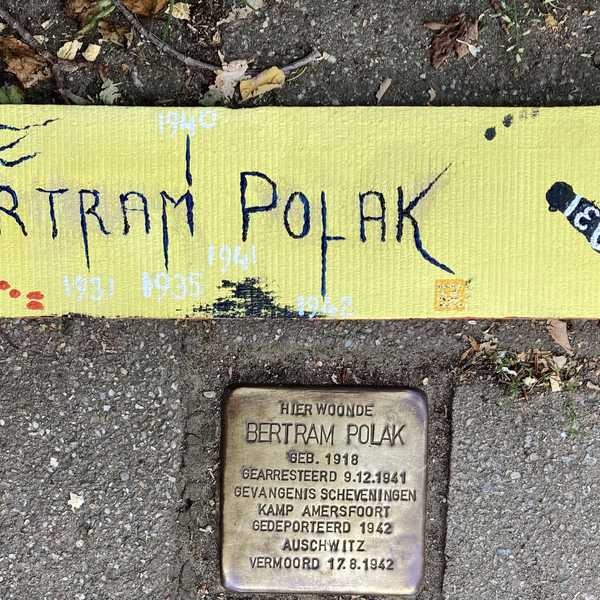 1940
RTRAM POLAK
1941
1931 1935
1942
HIER WOONDE
BERTRAM POLAK
GEB. 1918
GEARRESTEERD 9.12.1941
GEVANGENIS SCHEVENINGEN
KAMP AMERSFOORT
GEDEPORTEERD 1942
AUSCHWITZ
VERMOORD 17.8.1942